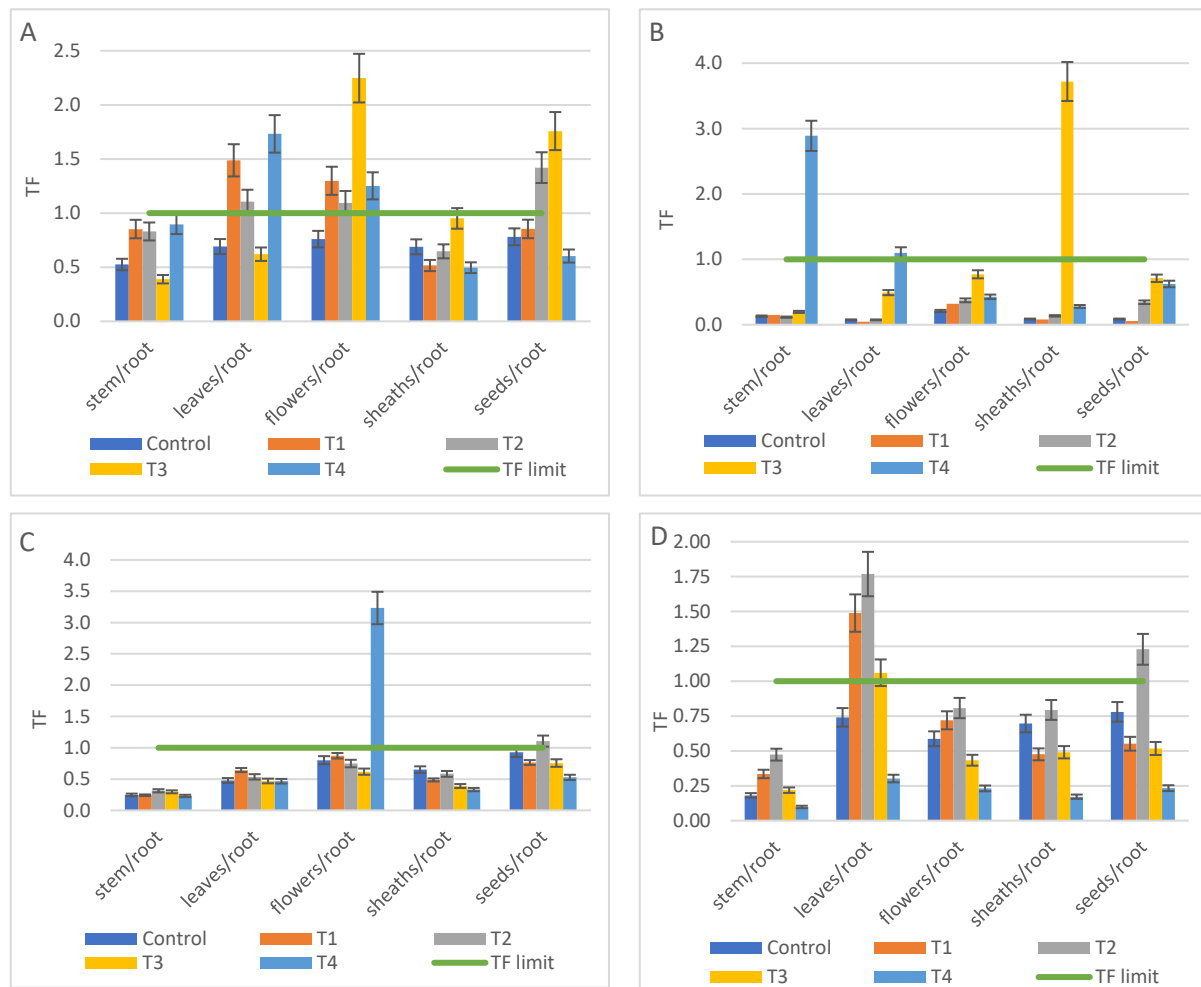 A
2.5
2.0
1.5
1.0
0.5
0.0
TF
stem/root
leaves/root
flowers/root
sheaths/root
seeds/root
Control
T1
T2
T3
T4
TF limit
B
4.0
3.0
2.0
1.0
0.0
TF
stem/root
leaves/root
flowers/root
sheaths/root
seeds/root
Control
T1
T2
T3
T4
TF limit
C
4.0
3.5
3.0
2.5
2.0
1.5
1.0
0.5
0.0
TF
stem/root
leaves/root
flowers/root
sheaths/root
seeds/root
Control
T1
T2
T3
T4
TF limit
D
2.00
1.75
1.50
1.25
1.00
0.75
0.50
0.25
0.00
TF
stem/root
leaves/root
flowers/root
sheaths/root
seeds/root
Control
T1
T2
T3
T4
TF limit